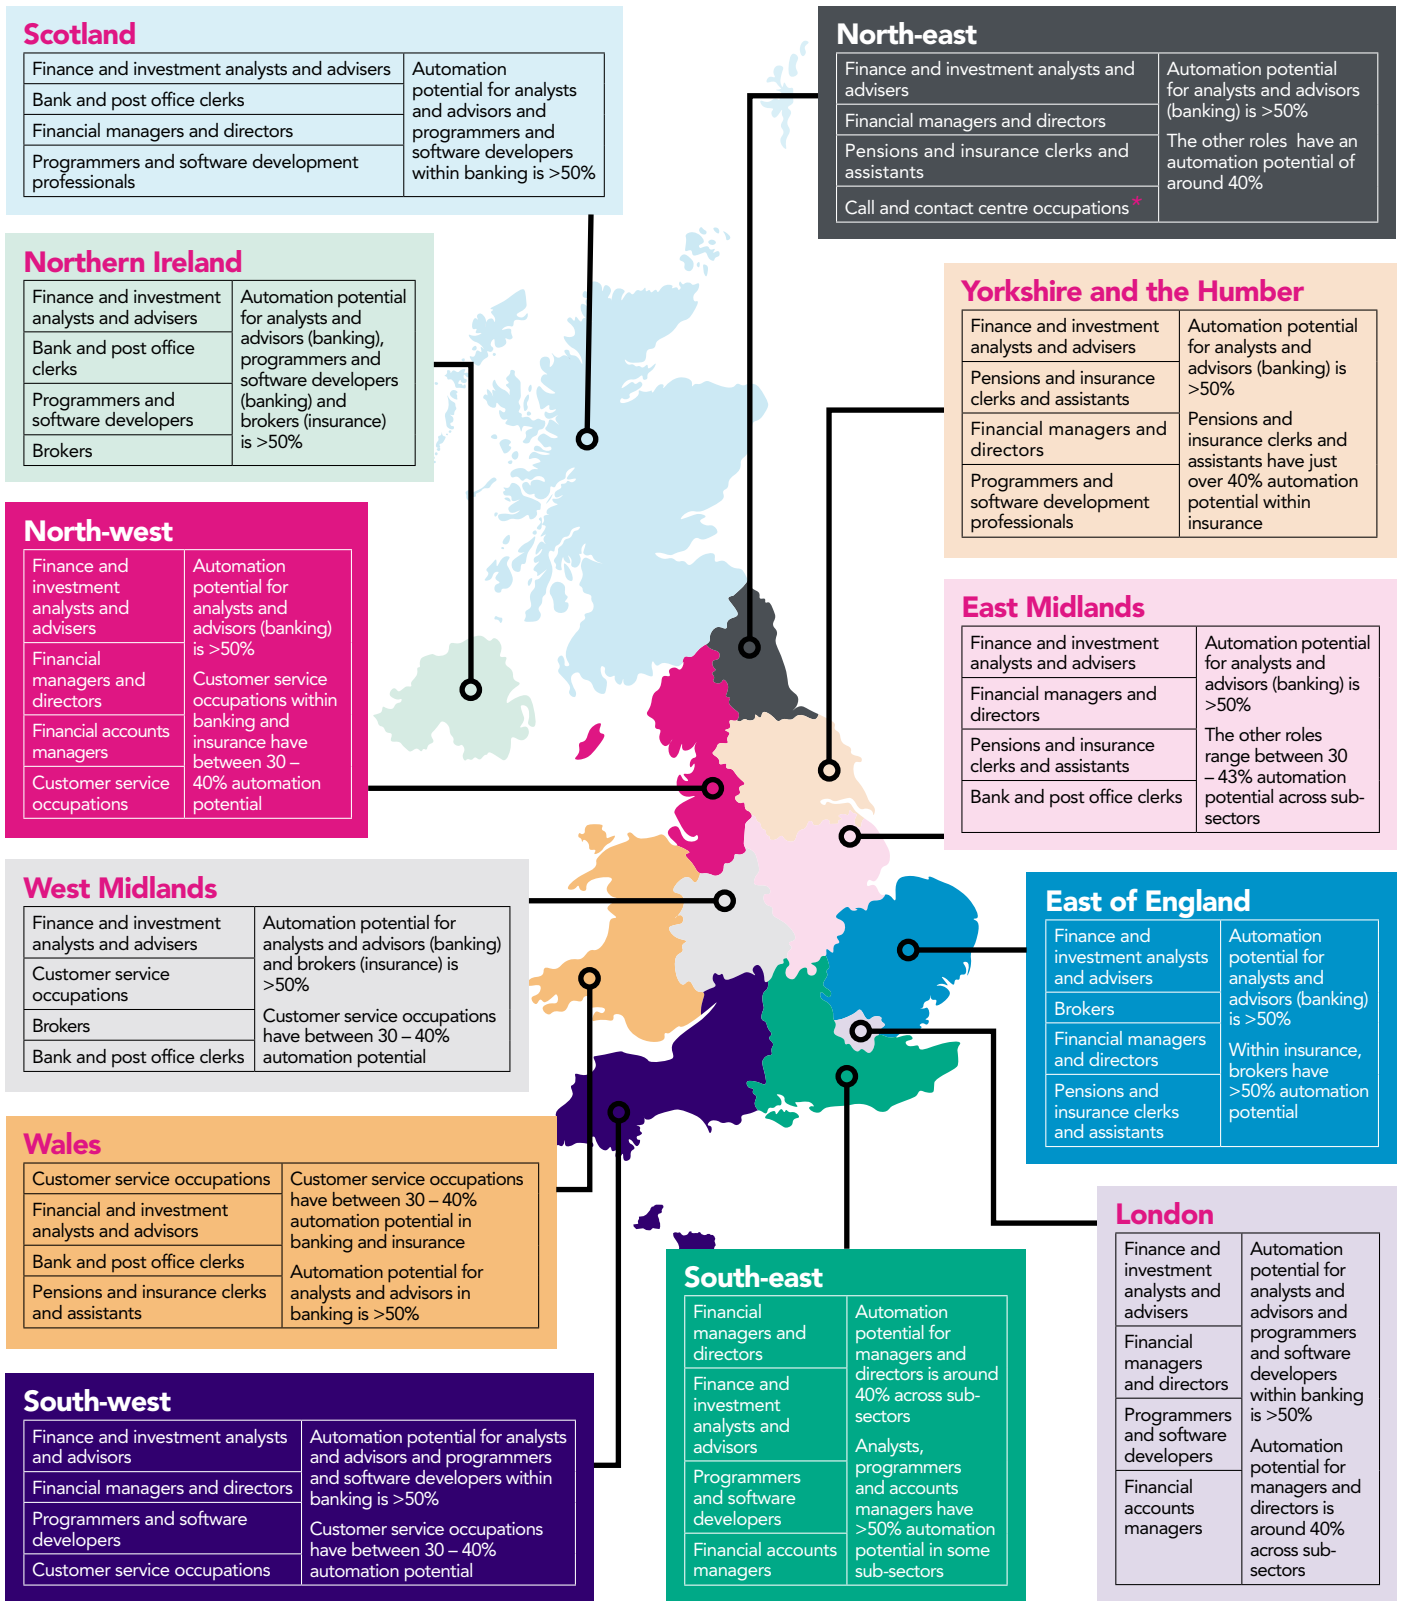 Scotland
Finance and investment analysts and advisers
Bank and post office clerks
Financial managers and directors
Programmers and software development
professionals
Automation
potential for analysts
and advisors and
programmers and
software developers
within banking is >50%
North-east
Finance and investment analysts and
advisers
Financial managers and directors
Pensions and insurance clerks and
assistants
Call and contact centre occupations*
Automation potential
for analysts and advisors
(banking) is >50%
The other roles  have an
automation potential of
around 40%
Northern Ireland
Finance and investment
analysts and advisers
Bank and post office
clerks
Programmers and
software developers
Brokers
Automation potential
for analysts and
advisors (banking),
programmers and
software developers
(banking) and
brokers (insurance)
is >50%
Yorkshire and the Humber
Finance and investment
analysts and advisers
Pensions and insurance
clerks and assistants
Financial managers and
directors
Programmers and
software development
professionals
Automation potential
for analysts and
advisors (banking) is
>50%
Pensions and
insurance clerks and
assistants have just
over 40% automation
potential within
insurance
North-west
Finance and
investment
analysts and
advisers
Financial
managers and
directors
Financial accounts
managers
Customer service
occupations
Automation
potential for
analysts and
advisors (banking)
is >50%
Customer service
occupations within
banking and
insurance have
between 30 –
40% automation
potential
East Midlands
Finance and investment
analysts and advisers
Financial managers and
directors
Pensions and insurance
clerks and assistants
Bank and post office clerks
Automation potential
for analysts and
advisors (banking) is
>50%
The other roles
range between 30
– 43% automation
potential across sub-
sectors
West Midlands
Finance and investment
analysts and advisers
Customer service
occupations
Brokers
Bank and post office clerks
Automation potential for
analysts and advisors (banking)
and brokers (insurance) is
>50%
Customer service occupations
have between 30 – 40%
automation potential
East of England
Finance and
investment analysts
and advisers
Brokers
Financial managers
and directors
Pensions and
insurance clerks
and assistants
Automation
potential for
analysts and
advisors (banking)
is >50%
Within insurance,
brokers have
>50% automation
potential
Wales
Customer service occupations
Financial and investment
analysts and advisors
Bank and post office clerks
Pensions and insurance clerks
and assistants
Customer service occupations
have between 30 – 40%
automation potential in
banking and insurance
Automation potential for
analysts and advisors in
banking is >50%
London
Finance and
investment
analysts and
advisers
Financial
managers
and directors
Programmers
and software
developers
Financial
accounts
managers
Automation
potential for
analysts and
advisors and
programmers
and software
developers
within banking
is >50%
Automation
potential for
managers and
directors is
around 40%
across sub-
sectors
South-east
Financial
managers and
directors
Finance and
investment
analysts and
advisors
Programmers
and software
developers
Financial accounts
managers
Automation
potential for
managers and
directors is around
40% across sub-
sectors
Analysts,
programmers
and accounts
managers have
>50% automation
potential in some
sub-sectors
South-west
Finance and investment analysts
and advisors
Financial managers and directors
Programmers and software
developers
Customer service occupations
Automation potential for analysts
and advisors and programmers
and software developers within
banking is >50%
Customer service occupations
have between 30 – 40%
automation potential